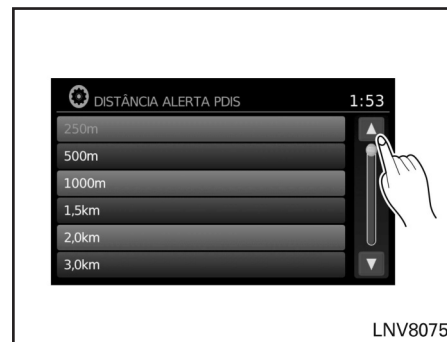 DISTÂNCIA ALERTA PDIS 1:53
250m
500m
1000m
1,5km
2,0km
3,0km
LNV8075